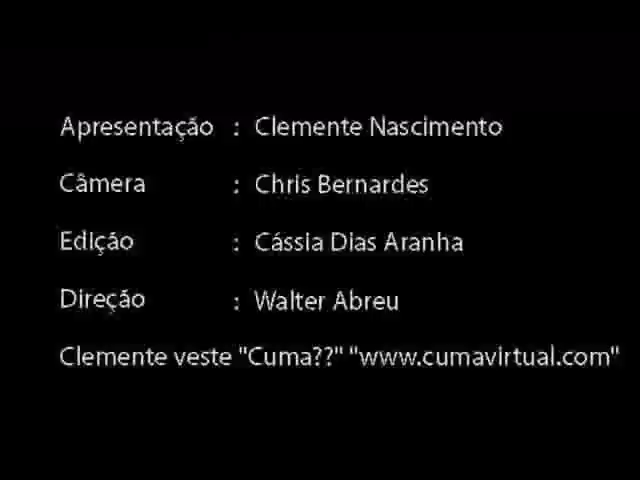 Apresentação : Clemente Nascimento
Câmera : Chris Bernardes
Edição : Cássia Dias Aranha
Direção : Walter Abreu
Clemente veste "Cuma??" "www.cumavirtual.com"